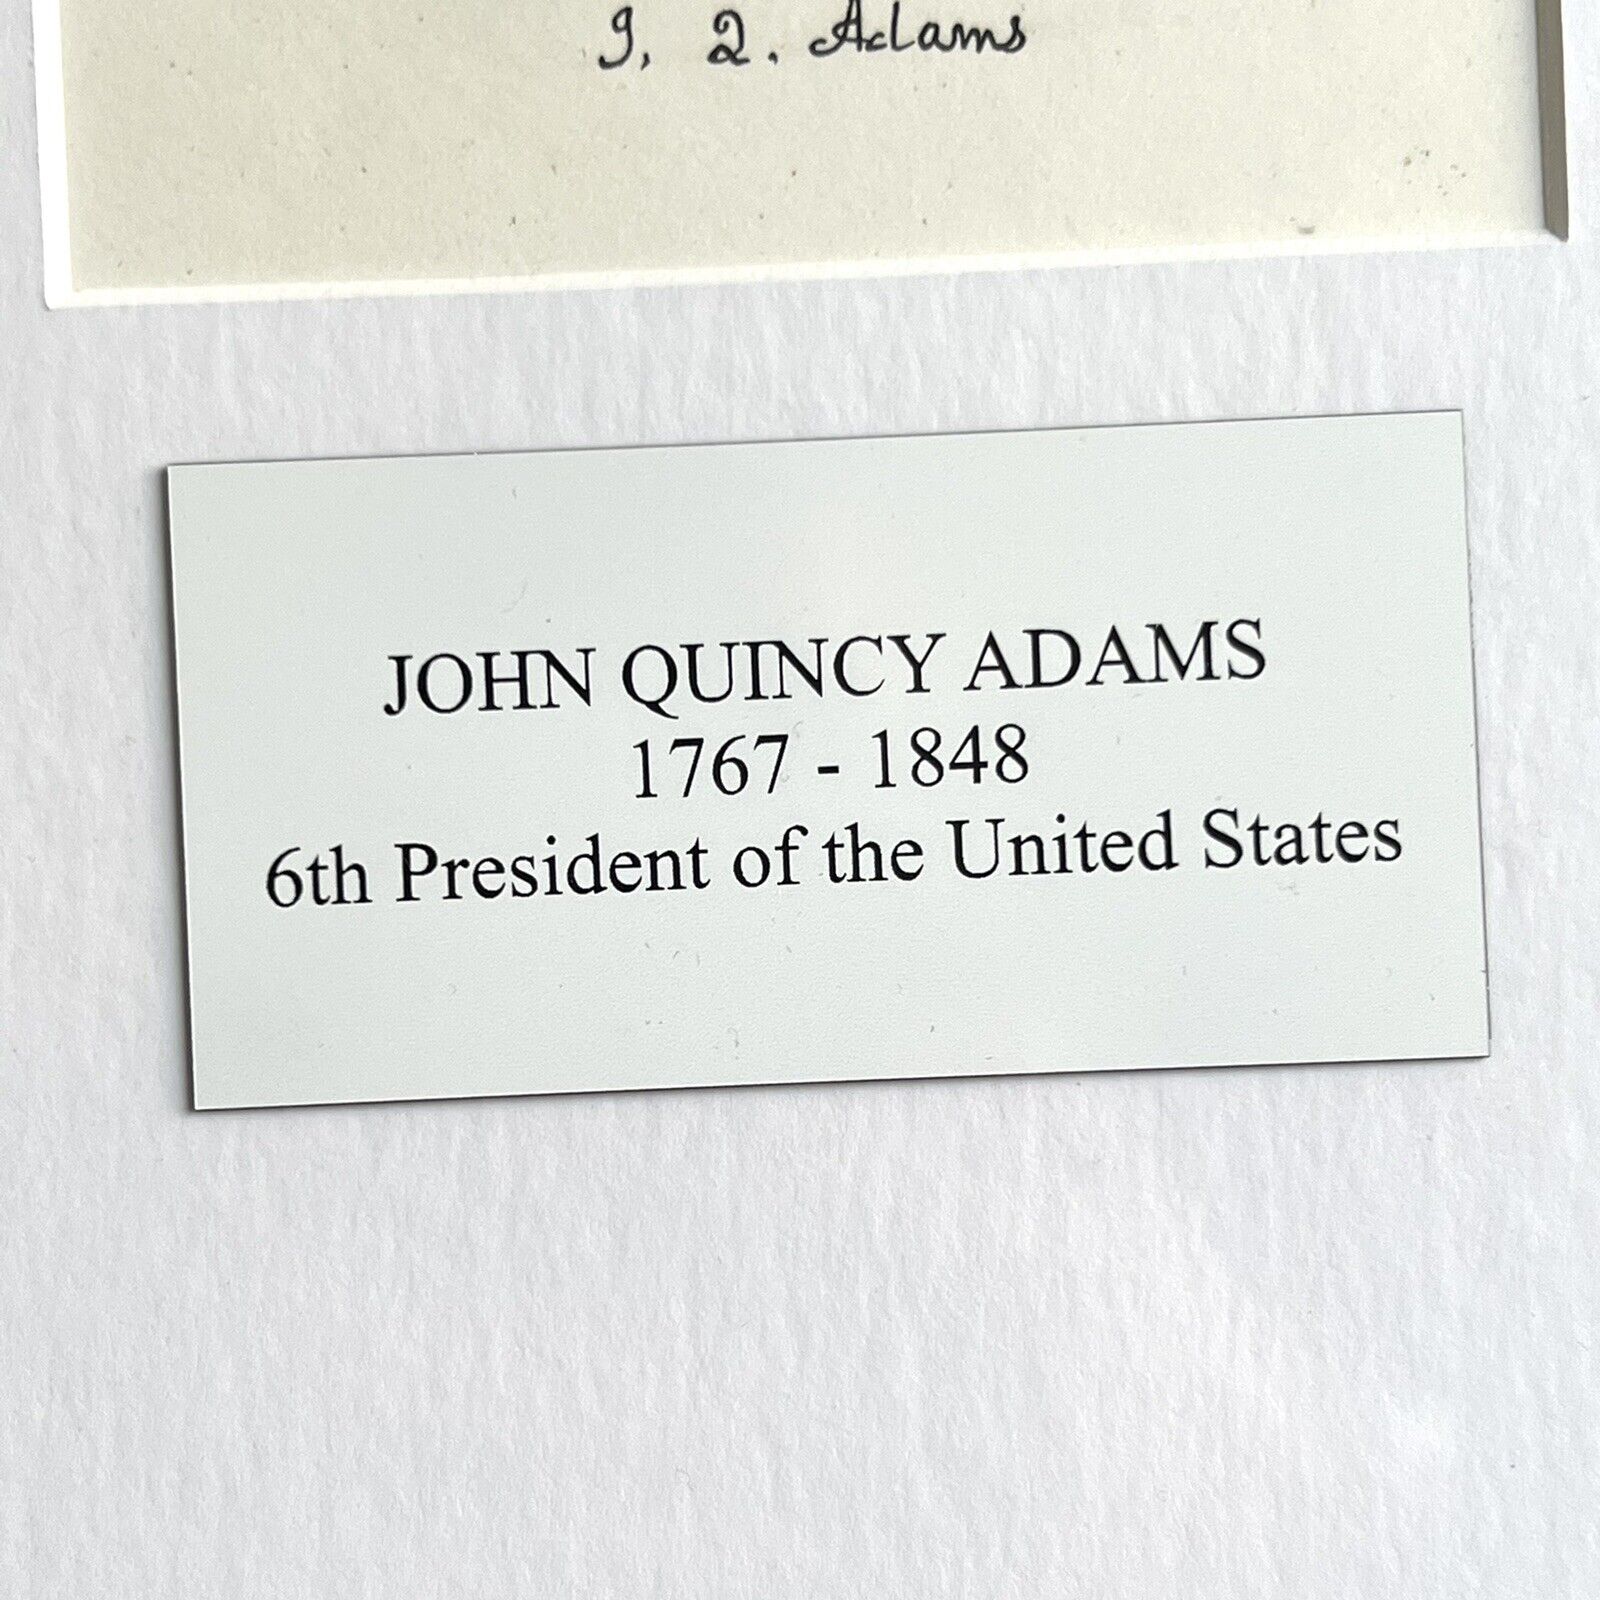 J. Q. Adams
JOHN QUINCY ADAMS
1767 - 1848
6th President of the United States